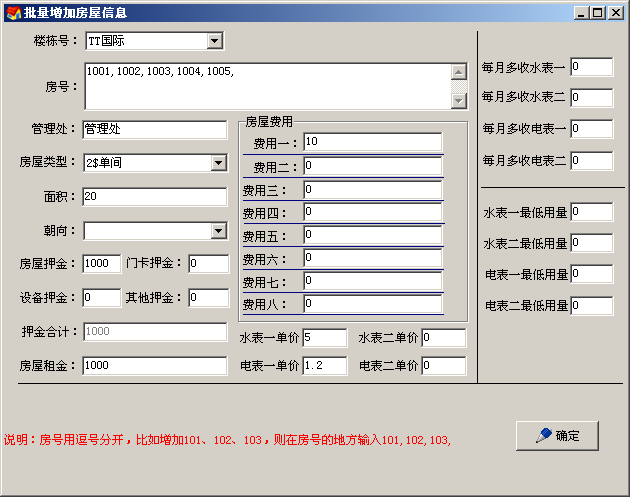 批量增加房屋信息
楼栋号： TT国际
房号： 1001,1002,1003,1004,1005,
管理处： 管理处
房屋类型： 2$单间
面积： 20
朝向：
房屋押金： 1000 门卡押金： 0
设备押金： 0 其他押金： 0
押金合计： 1000
房屋租金： 1000
房屋费用
费用一： 10
费用二： 0
费用三： 0
费用四： 0
费用五： 0
费用六： 0
费用七： 0
费用八： 0
水表一单价 5 水表二单价 0
电表一单价 1.2 电表二单价 0
每月多收水表一 0
每月多收水表二 0
每月多收电表一 0
每月多收电表二 0
水表一最低用量 0
水表二最低用量 0
电表一最低用量 0
电表二最低用量 0
说明：房号用逗号分开，比如增加101、102、103，则在房号的地方输入101,102,103,
确定